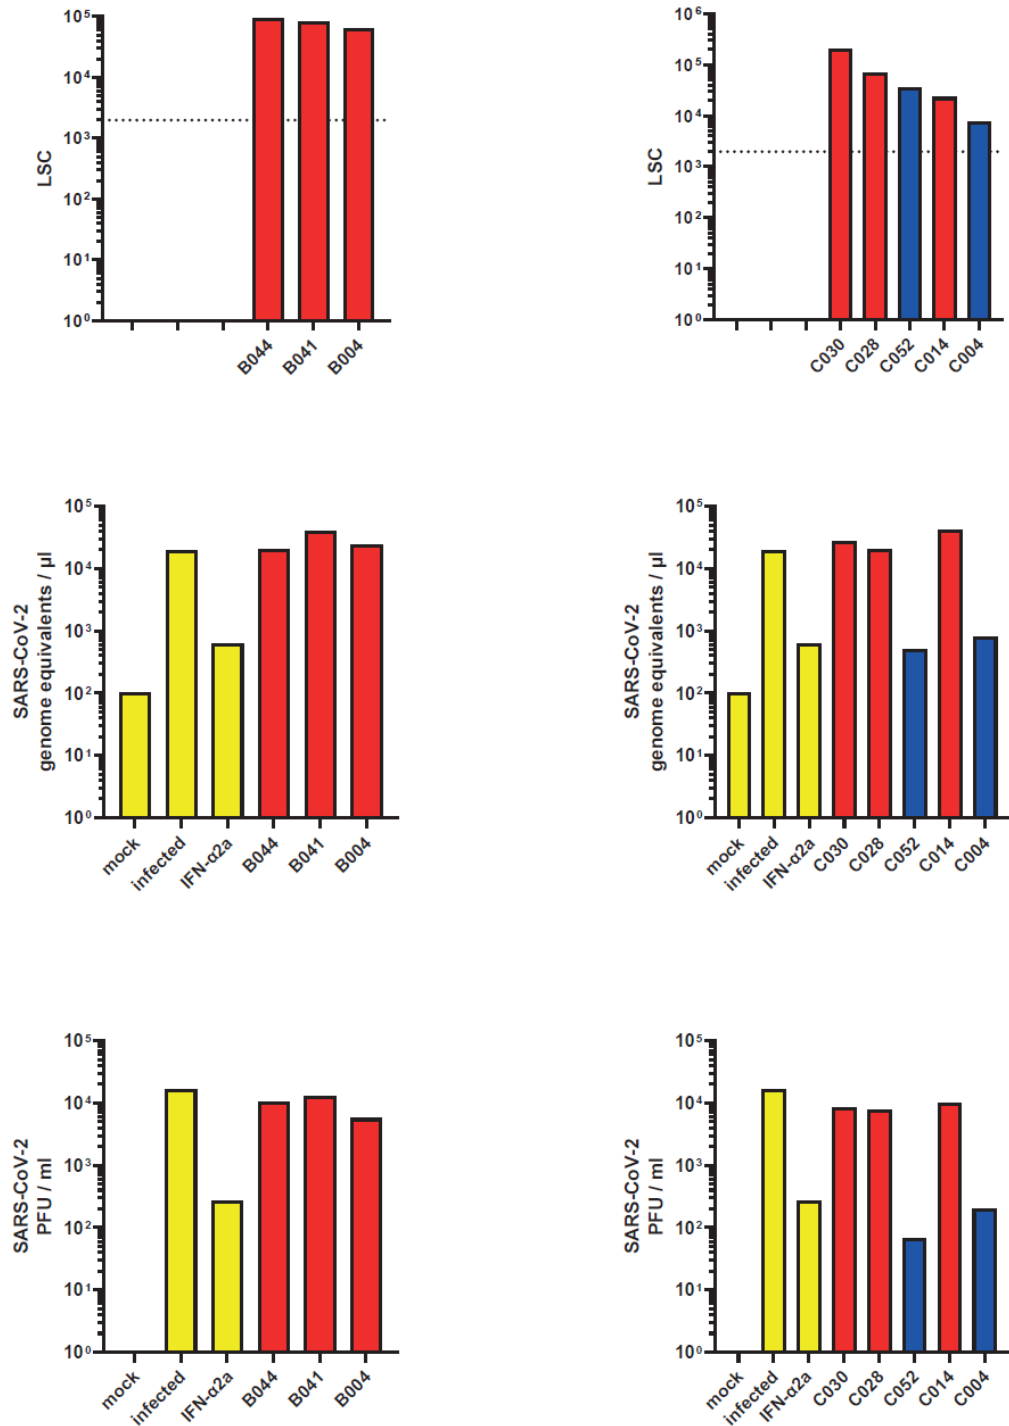 LSC
10⁵
10⁴
10³
10²
10¹
10⁰
B044
B041
B004
LSC
10⁶
10⁵
10⁴
10³
10²
10¹
10⁰
C030
C028
C052
C014
C004
SARS-CoV-2
genome equivalents / µl
10⁵
10⁴
10³
10²
10¹
10⁰
mock
infected
IFN-α2a
B044
B041
B004
SARS-CoV-2
genome equivalents / µl
10⁵
10⁴
10³
10²
10¹
10⁰
mock
infected
IFN-α2a
C030
C028
C052
C014
C004
SARS-CoV-2
PFU / ml
10⁵
10⁴
10³
10²
10¹
10⁰
mock
infected
IFN-α2a
B044
B041
B004
SARS-CoV-2
PFU / ml
10⁵
10⁴
10³
10²
10¹
10⁰
mock
infected
IFN-α2a
C030
C028
C052
C014
C004